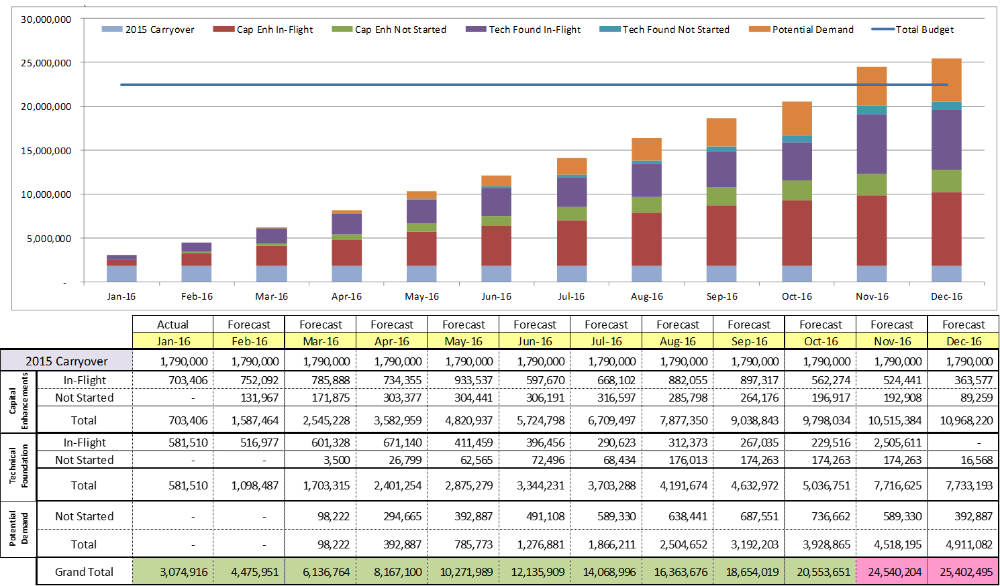 30,000,000
2015 Carryover Cap Enh In-Flight Cap Enh Not Started Tech Found In-Flight Tech Found Not Started Potential Demand Total Budget
25,000,000
20,000,000
15,000,000
10,000,000
5,000,000
-
Jan-16 Feb-16 Mar-16 Apr-16 May-16 Jun-16 Jul-16 Aug-16 Sep-16 Oct-16 Nov-16 Dec-16
Actual Forecast Forecast Forecast Forecast Forecast Forecast Forecast Forecast Forecast Forecast Forecast
Jan-16 Feb-16 Mar-16 Apr-16 May-16 Jun-16 Jul-16 Aug-16 Sep-16 Oct-16 Nov-16 Dec-16
2015 Carryover 1,790,000 1,790,000 1,790,000 1,790,000 1,790,000 1,790,000 1,790,000 1,790,000 1,790,000 1,790,000 1,790,000 1,790,000
Capital
Enhancements
In-Flight 703,406 752,092 785,888 734,355 933,537 597,670 668,102 882,055 897,317 562,274 524,441 363,577
Not Started - 131,967 171,875 303,377 304,441 306,191 316,597 285,798 264,176 196,917 192,908 89,259
Total 703,406 1,587,464 2,545,228 3,582,959 4,820,937 5,724,798 6,709,497 7,877,350 9,038,843 9,798,034 10,515,384 10,968,220
Technical
Foundation
In-Flight 581,510 516,977 601,328 671,140 411,459 396,456 290,623 312,373 267,035 229,516 2,505,611 -
Not Started - - 3,500 26,799 62,565 72,496 68,434 176,013 174,263 174,263 174,263 16,568
Total 581,510 1,098,487 1,703,315 2,401,254 2,875,279 3,344,231 3,703,288 4,191,674 4,632,972 5,036,751 7,716,625 7,733,193
Potential
Demand
Not Started - - 98,222 294,665 392,887 491,108 589,330 638,441 687,551 736,662 589,330 392,887
Total - - 98,222 392,887 785,773 1,276,881 1,866,211 2,504,652 3,192,203 3,928,865 4,518,195 4,911,082
Grand Total 3,074,916 4,475,951 6,136,764 8,167,100 10,271,989 12,135,909 14,068,996 16,363,676 18,654,019 20,553,651 24,540,204 25,402,495